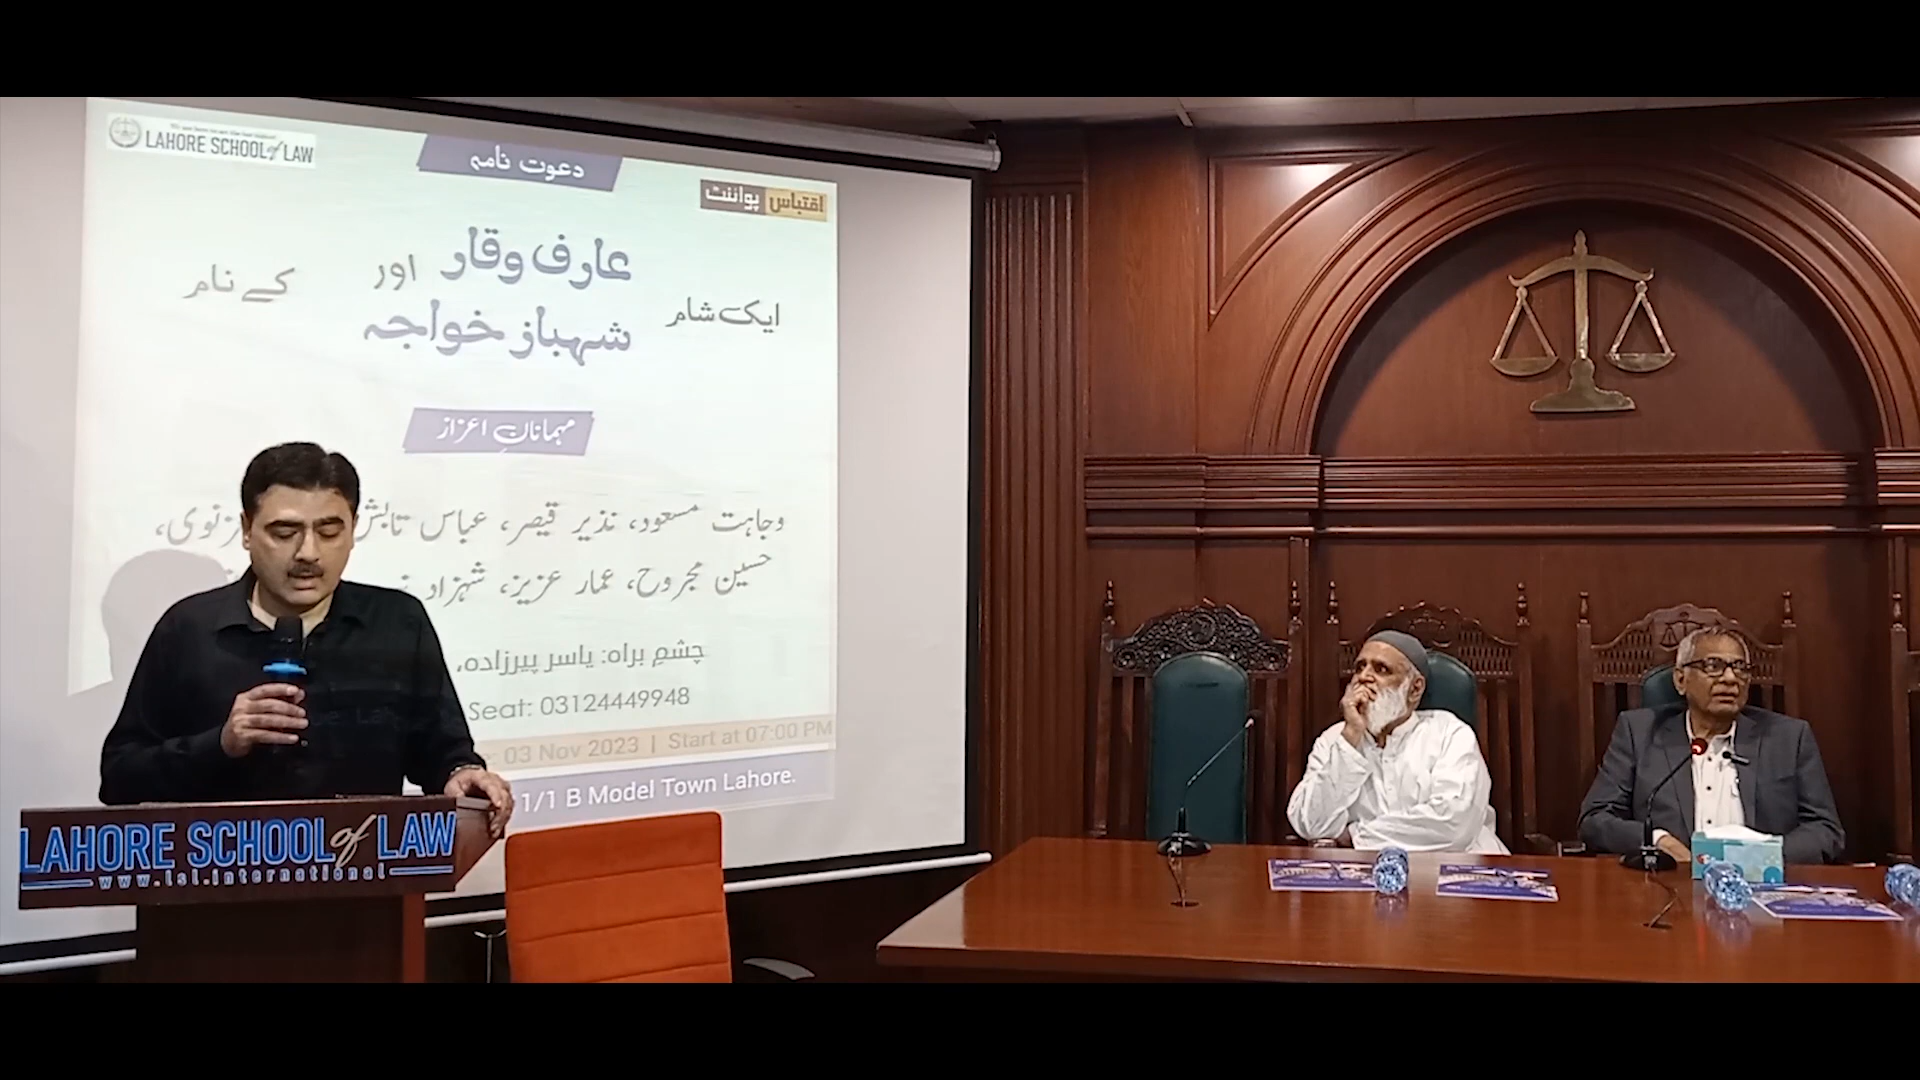 LAHORE SCHOOL of LAW
دعوت نامہ
اقتباس پوائنٹ
ایک شام
عارف وقار اور
شہباز خواجہ
کے نام
مہمانان اعزاز
وجاہت مسعود، نذیر قیصر، عباس تابش
حسین مجروح، عمار عزیز، شہزاد
چشمِ براہ: یاسر پیرزادہ،
Seat: 03124449948
03 Nov 2023 | Start at 07:00 PM
1/1 B Model Town Lahore.
LAHORE SCHOOL of LAW
www.lsl.international